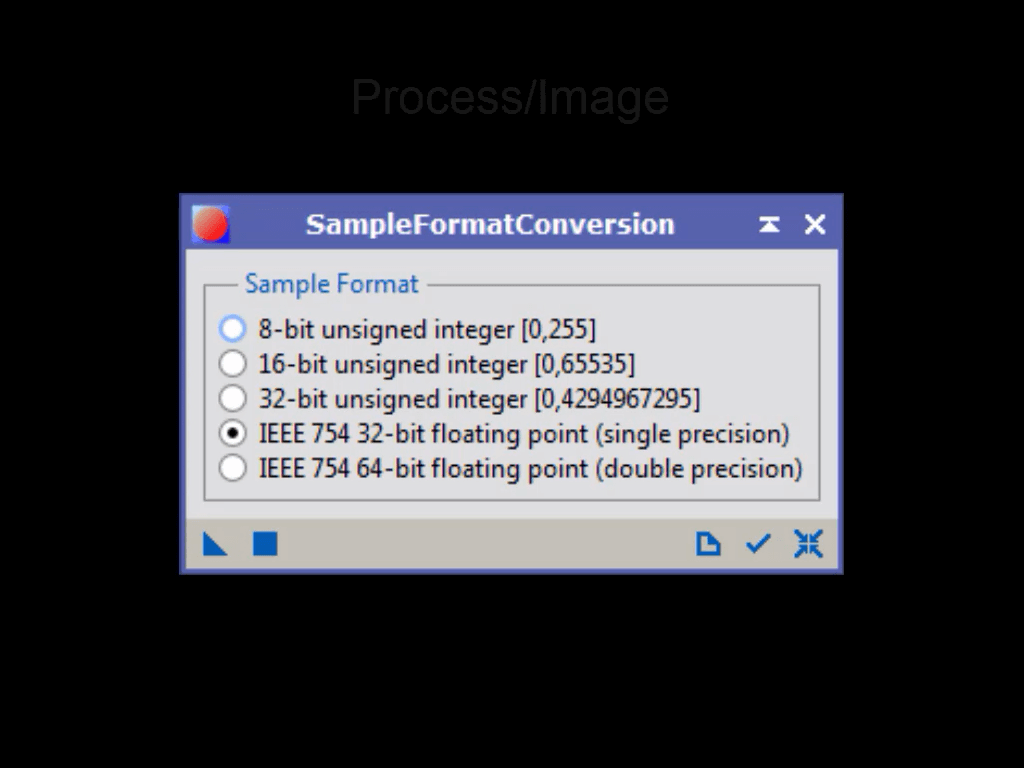 Process/Image
SampleFormatConversion
Sample Format
8-bit unsigned integer [0,255]
16-bit unsigned integer [0,65535]
32-bit unsigned integer [0,4294967295]
IEEE 754 32-bit floating point (single precision)
IEEE 754 64-bit floating point (double precision)